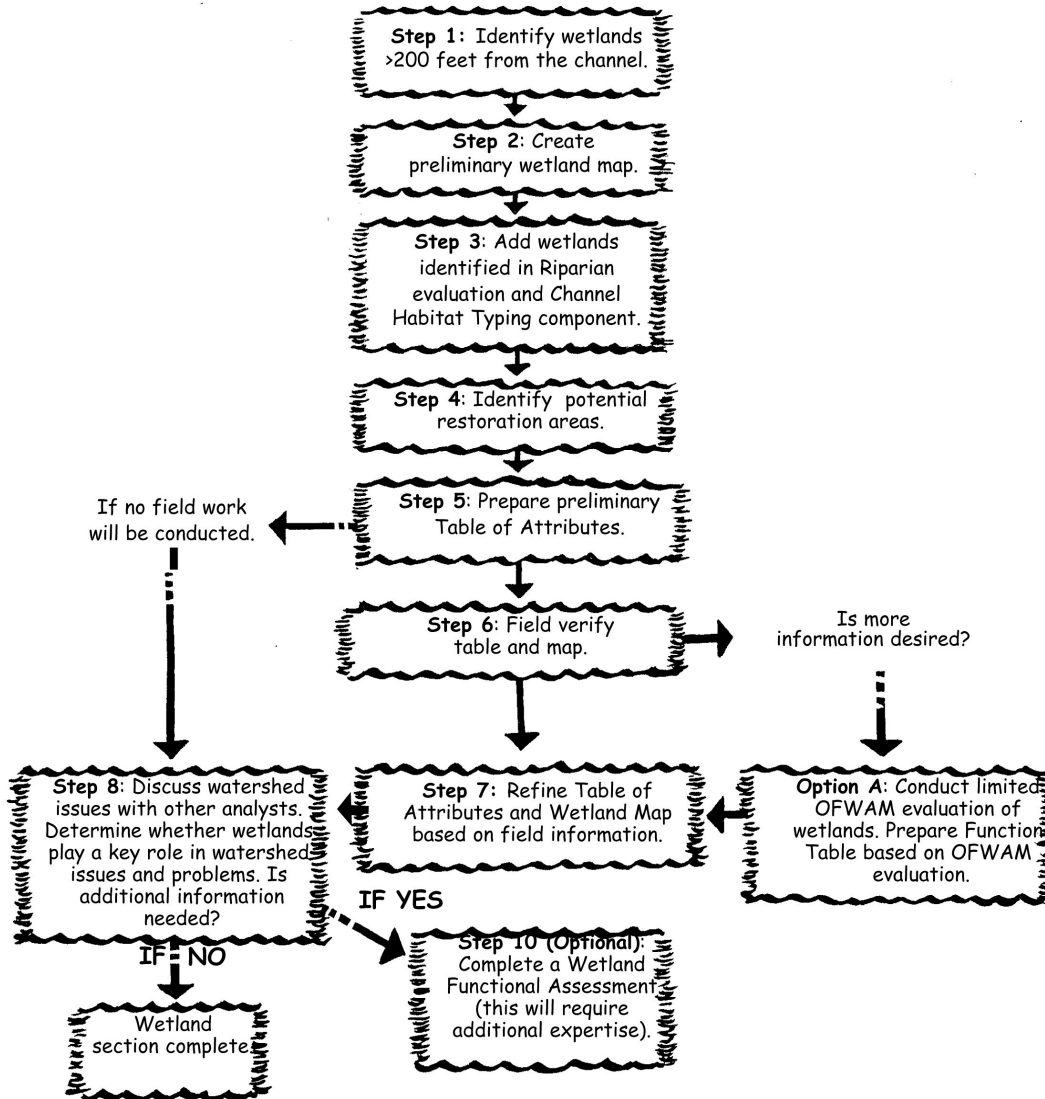 Step 1: Identify wetlands
>200 feet from the channel.
Step 2: Create
preliminary wetland map.
Step 3: Add wetlands
identified in Riparian
evaluation and Channel
Habitat Typing component.
Step 4: Identify potential
restoration areas.
If no field work
will be conducted.
Step 5: Prepare preliminary
Table of Attributes.
Step 6: Field verify
table and map.
Is more
information desired?
Step 8: Discuss watershed
issues with other analysts.
Determine whether wetlands
play a key role in watershed
issues and problems. Is
additional information
needed?
Step 7: Refine Table of
Attributes and Wetland Map
based on field information.
Option A: Conduct limited
OFWAM evaluation of
wetlands. Prepare Function
Table based on OFWAM
evaluation.
IF YES
IF NO
Step 10 (Optional):
Complete a Wetland
Functional Assessment
(this will require
additional expertise).
Wetland
section complete.